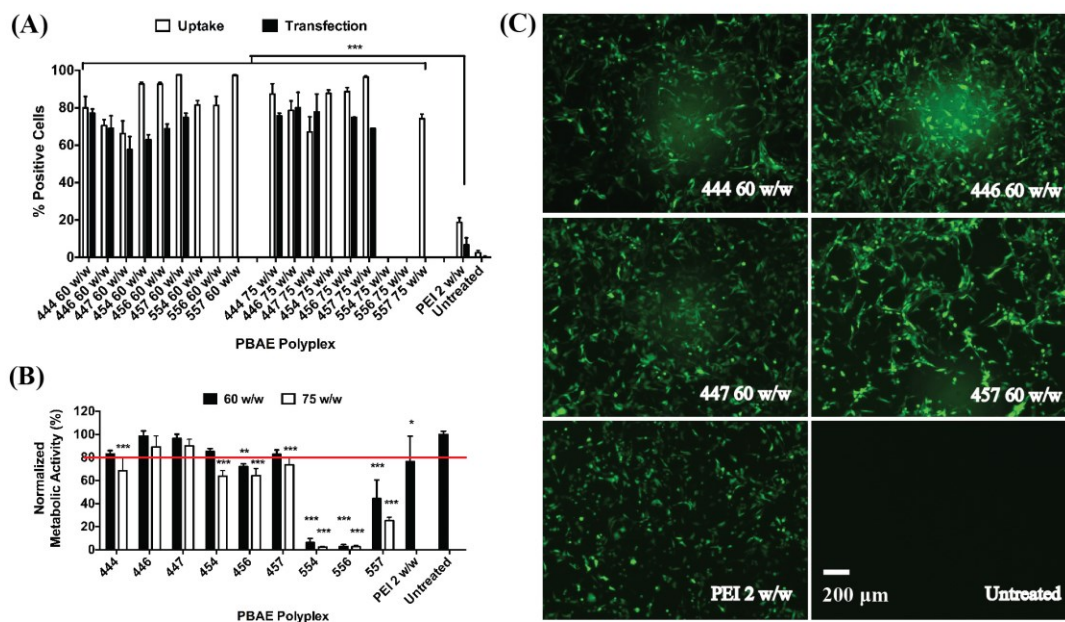 (A)
Uptake Transfection
***
% Positive Cells
100
80
60
40
20
0
444 60 w/w
446 60 w/w
447 60 w/w
454 60 w/w
456 60 w/w
457 60 w/w
554 60 w/w
556 60 w/w
557 60 w/w
444 75 w/w
446 75 w/w
447 75 w/w
454 75 w/w
456 75 w/w
457 75 w/w
554 75 w/w
556 75 w/w
557 75 w/w
PEI 2 w/w
Untreated
PBAE Polyplex
(B)
60 w/w 75 w/w
Normalized
Metabolic Activity (%)
120
100
80
60
40
20
0
***
***
**
***
***
***
***
***
***
***
***
*
444
446
447
454
456
457
554
556
557
PEI 2 w/w
Untreated
PBAE Polyplex
(C)
444 60 w/w
446 60 w/w
447 60 w/w
457 60 w/w
PEI 2 w/w
200 µm
Untreated